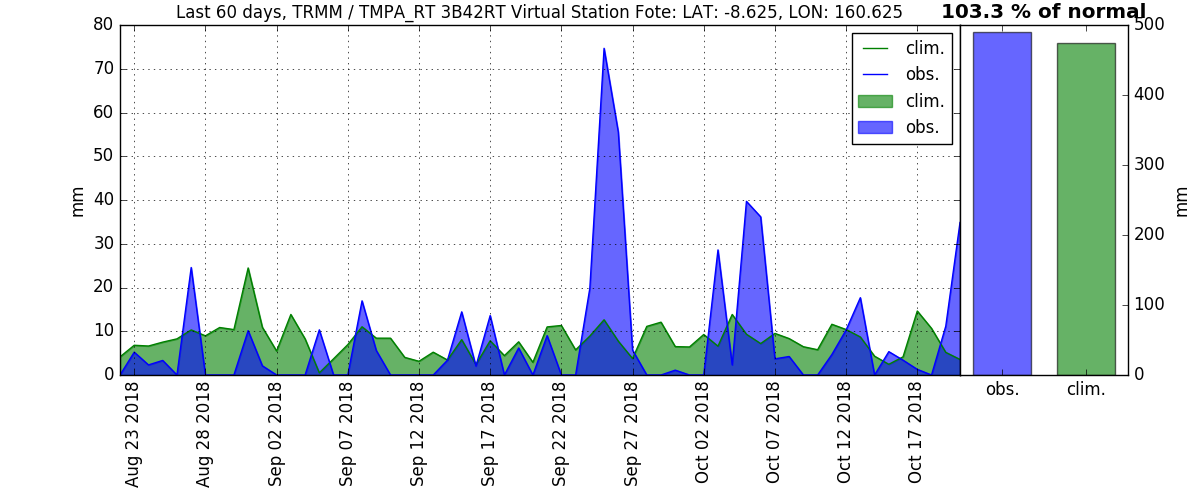 Last 60 days, TRMM / TMPA_RT 3B42RT Virtual Station Fote: LAT: -8.625, LON: 160.625
103.3 % of normal
80
70
60
50
40
30
20
10
0
mm
clim.
obs.
clim.
obs.
500
400
300
200
100
0
mm
obs.
clim.
Aug 23 2018
Aug 28 2018
Sep 02 2018
Sep 07 2018
Sep 12 2018
Sep 17 2018
Sep 22 2018
Sep 27 2018
Oct 02 2018
Oct 07 2018
Oct 12 2018
Oct 17 2018